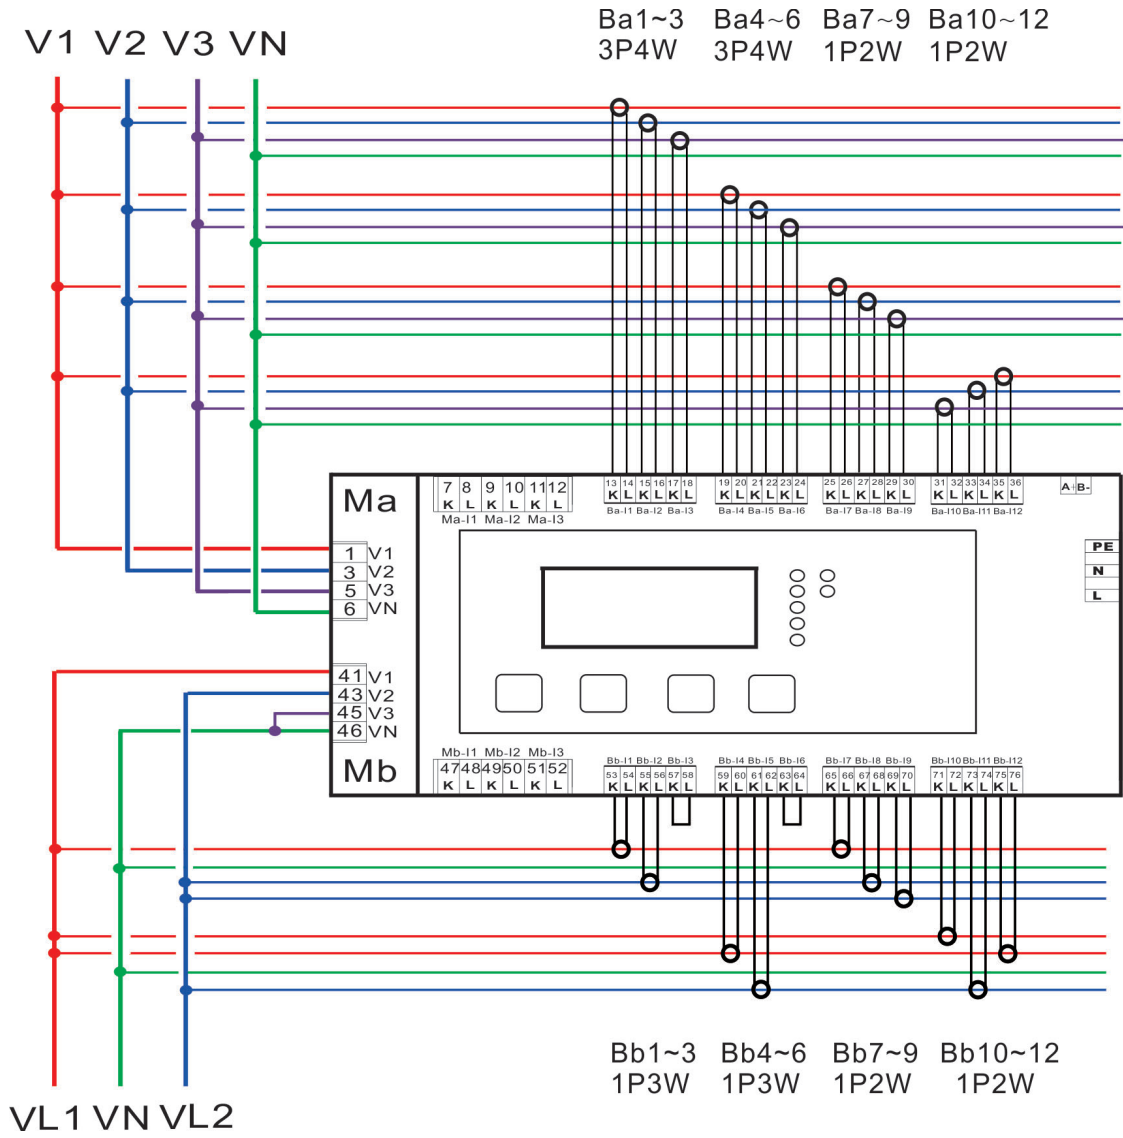 Ba1~3 Ba4~6 Ba7~9 Ba10~12
V1 V2 V3 VN
3P4W 3P4W 1P2W 1P2W
Ma
7 8 9 10 11 12
K L K L K L
Ma-I1 Ma-I2 Ma-I3
13 14 15 16 17 18
K L K L K L
Ba-I1 Ba-I2 Ba-I3
19 20 21 22 23 24
K L K L K L
Ba-I4 Ba-I5 Ba-I6
25 26 27 28 29 30
K L K L K L
Ba-I7 Ba-I8 Ba-I9
31 32 33 34 35 36
K L K L K L
Ba-I10 Ba-I11 Ba-I12
A+ B-
PE
N
L
1 V1
3 V2
5 V3
6 VN
41 V1
43 V2
45 V3
46 VN
Mb
Mb-I1 Mb-I2 Mb-I3
47 48 49 50 51 52
K L K L K L
Bb-I1 Bb-I2 Bb-I3
53 54 55 56 57 58
K L K L K L
Bb-I4 Bb-I5 Bb-I6
59 60 61 62 63 64
K L K L K L
Bb-I7 Bb-I8 Bb-I9
65 66 67 68 69 70
K L K L K L
Bb-I10 Bb-I11 Bb-I12
71 72 73 74 75 76
K L K L K L
Bb1~3 Bb4~6 Bb7~9 Bb10~12
1P3W 1P3W 1P2W 1P2W
VL1 VN VL2